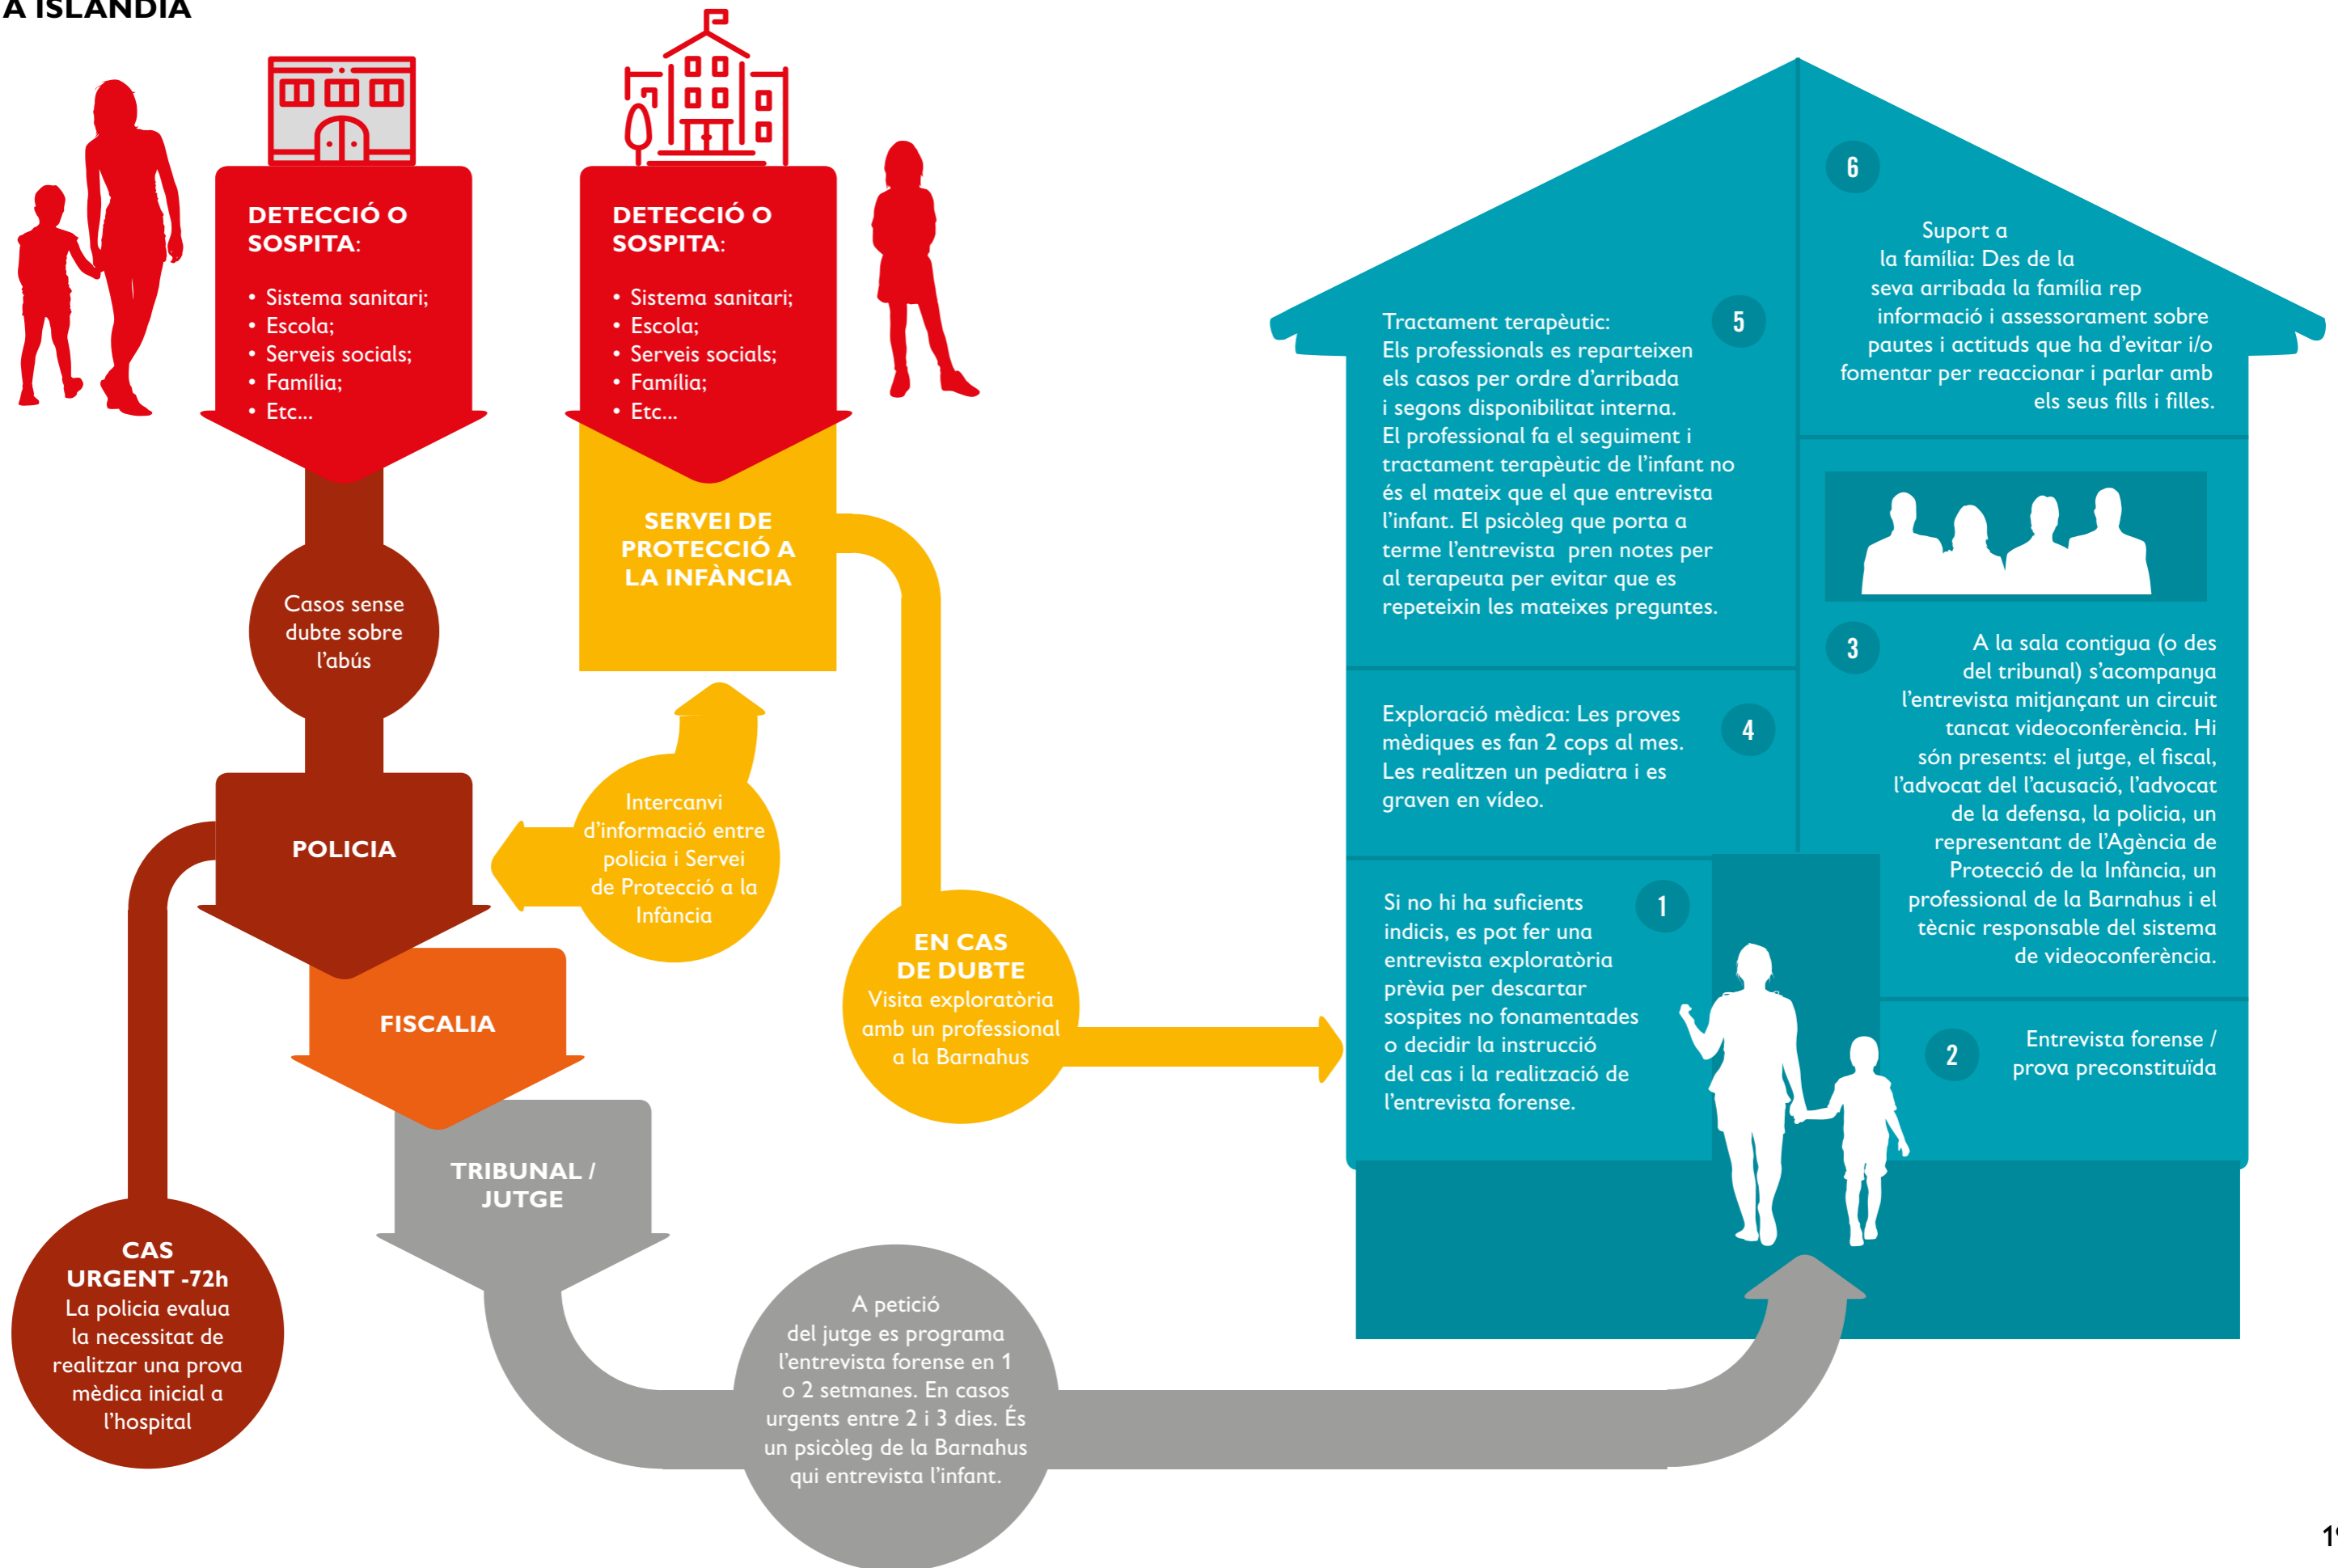 A ISLÀNDIA
DETECCIÓ O
SOSPITA:
• Sistema sanitari;
• Escola;
• Serveis socials;
• Família;
• Etc...
Casos sense
dubte sobre
l’abús
POLICIA
CAS
URGENT -72h
La policia evalua
la necessitat de
realitzar una prova
mèdica inicial a
l’hospital
FISCALIA
TRIBUNAL /
JUTGE
A petició
del jutge es programa
l’entrevista forense en 1
o 2 setmanes. En casos
urgents entre 2 i 3 dies. És
un psicòleg de la Barnahus
qui entrevista l’infant.
DETECCIÓ O
SOSPITA:
• Sistema sanitari;
• Escola;
• Serveis socials;
• Família;
• Etc...
SERVEI DE
PROTECCIÓ A
LA INFÀNCIA
Intercanvi
d’informació entre
policia i Servei
de Protecció a la
Infància
EN CAS
DE DUBTE
Visita exploratòria
amb un professional
a la Barnahus
1
Si no hi ha suficients
indicis, es pot fer una
entrevista exploratòria
prèvia per descartar
sospites no fonamentades
o decidir la instrucció
del cas i la realització de
l’entrevista forense.
2
Entrevista forense /
prova preconstituïda
3
A la sala contigua (o des
del tribunal) s’acompanya
l’entrevista mitjançant un circuit
tancat videoconferència. Hi
són presents: el jutge, el fiscal,
l’advocat del l’acusació, l’advocat
de la defensa, la policia, un
representant de l’Agència de
Protecció de la Infància, un
professional de la Barnahus i el
tècnic responsable del sistema
de videoconferència.
4
Exploració mèdica: Les proves
mèdiques es fan 2 cops al mes.
Les realitzen un pediatra i es
graven en vídeo.
5
Tractament terapèutic:
Els professionals es reparteixen
els casos per ordre d’arribada
i segons disponibilitat interna.
El professional fa el seguiment i
tractament terapèutic de l’infant no
és el mateix que el que entrevista
l’infant. El psicòleg que porta a
terme l’entrevista  pren notes per
al terapeuta per evitar que es
repeteixin les mateixes preguntes.
6
Suport a
la família: Des de la
seva arribada la família rep
informació i assessorament sobre
pautes i actituds que ha d’evitar i/o
fomentar per reaccionar i parlar amb
els seus fills i filles.